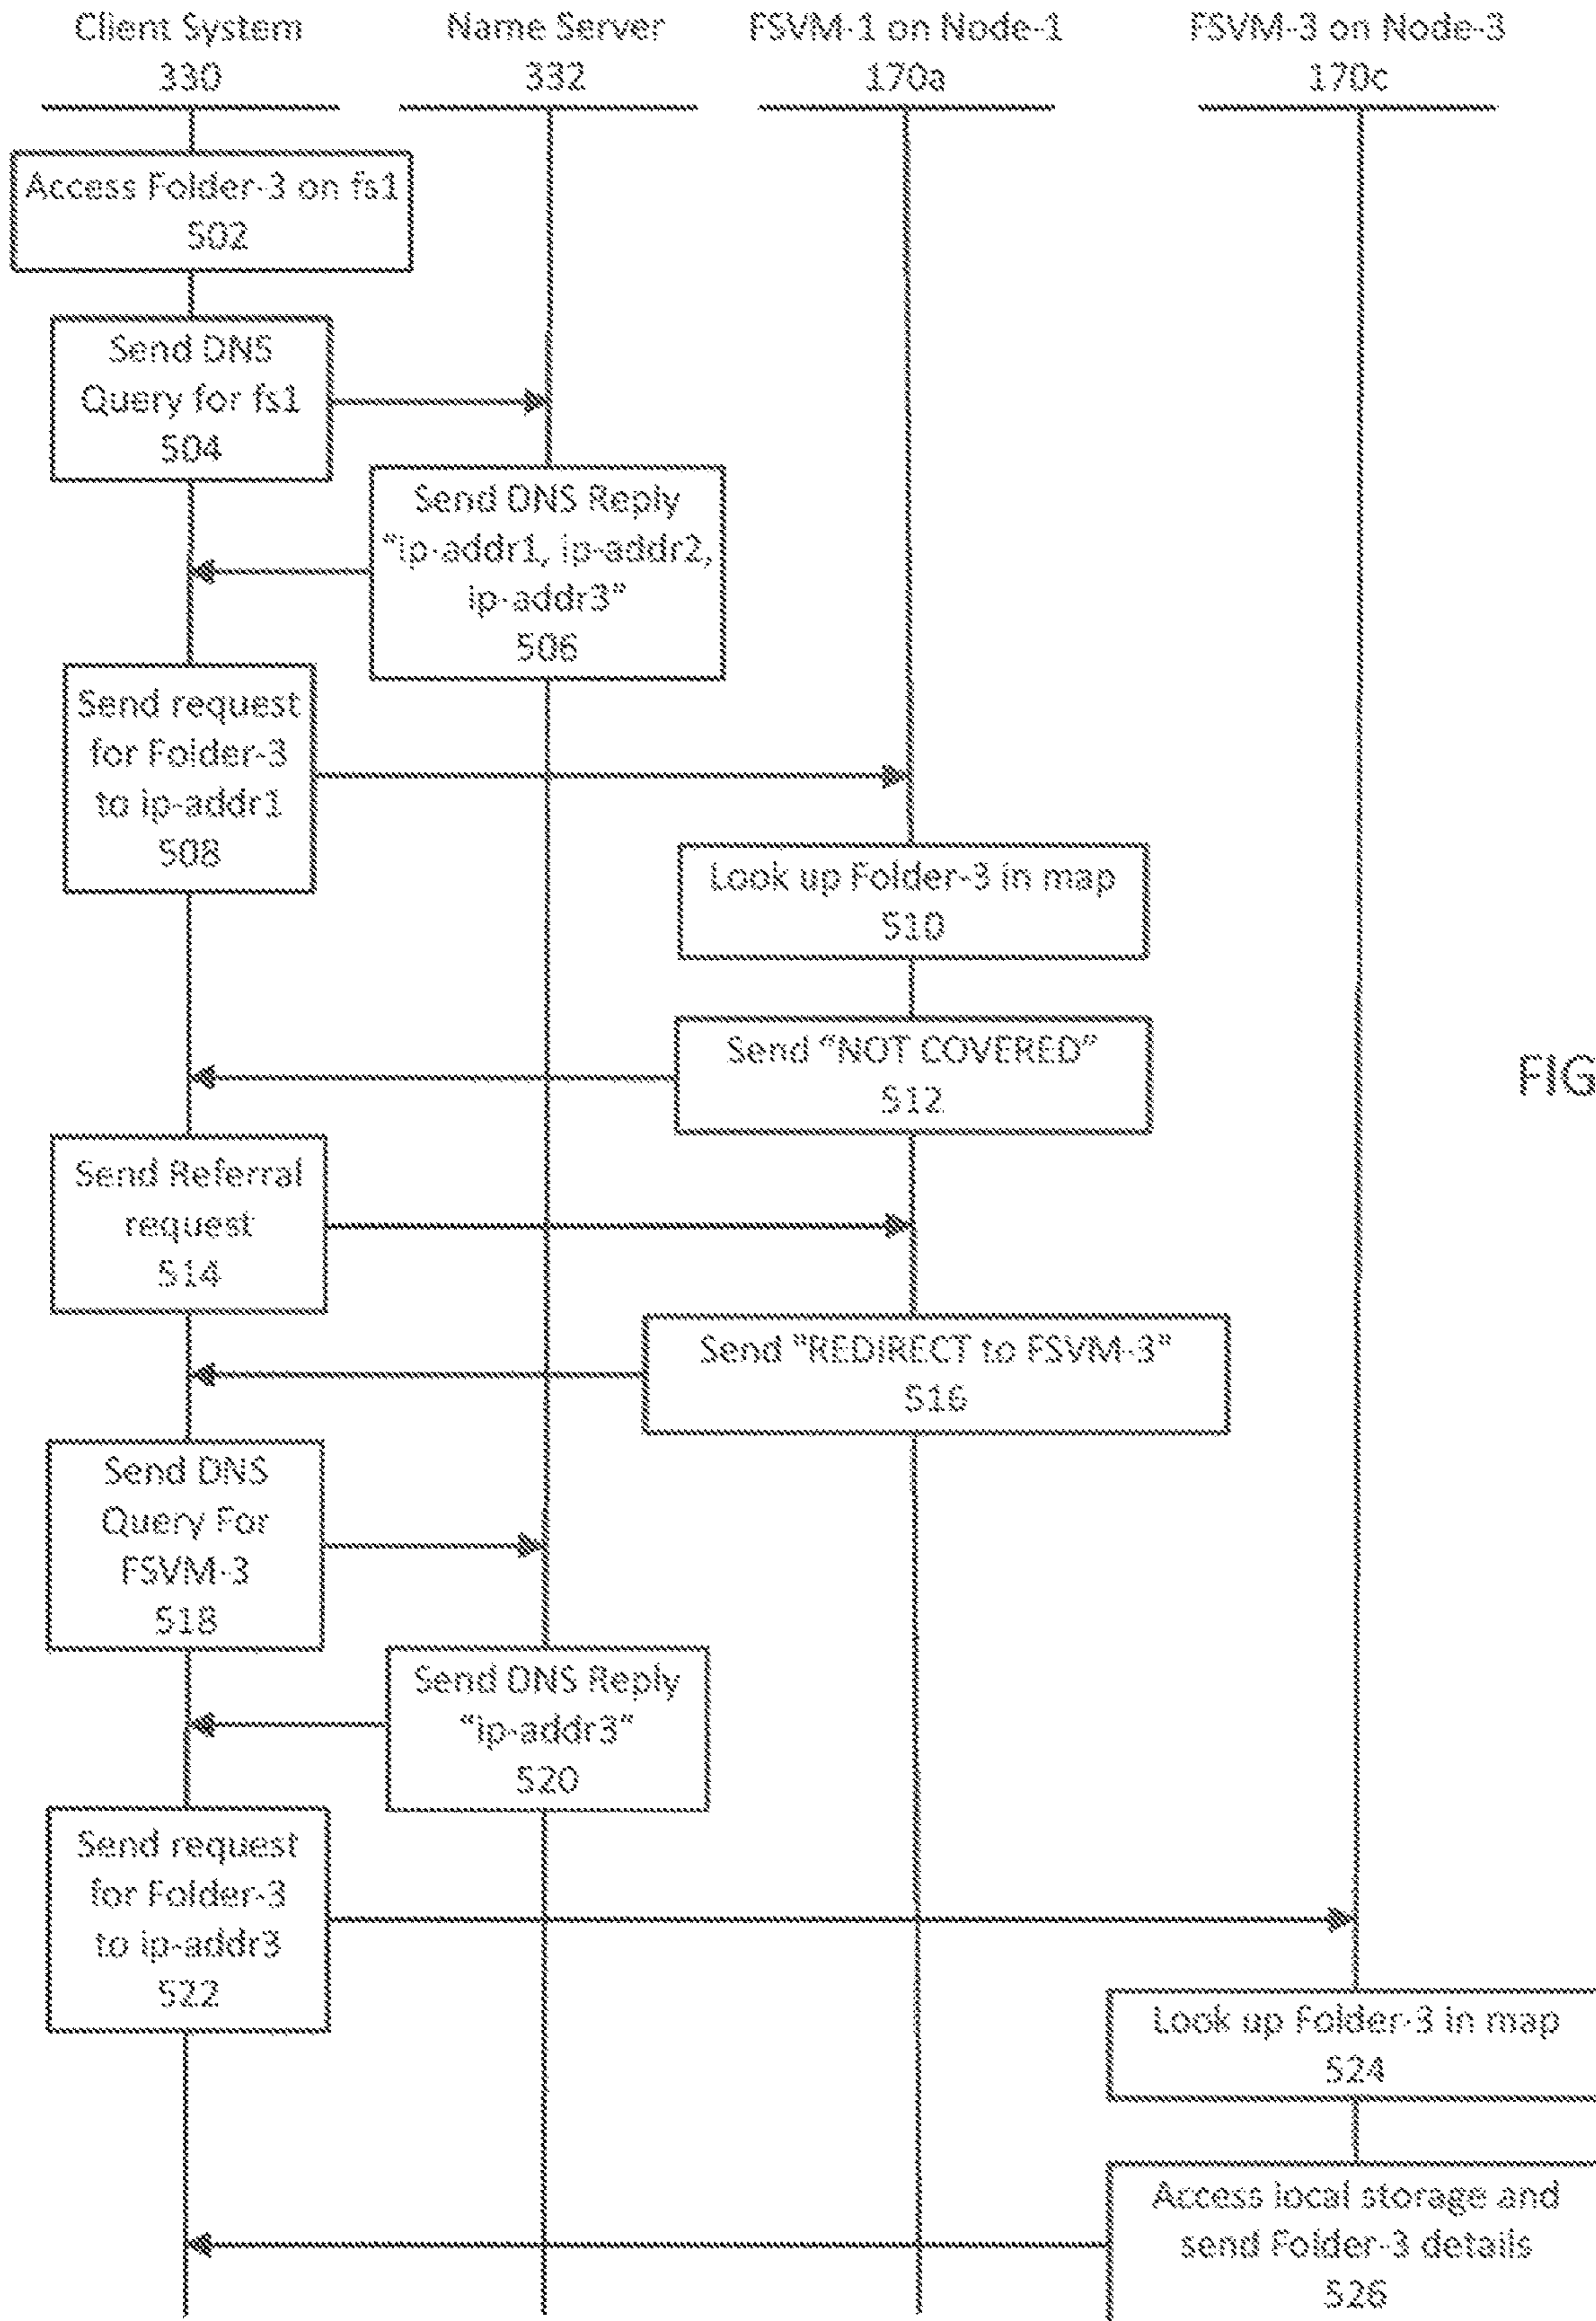 Client System
330
Name Server
332
FSVM-1 on Node-1
170a
FSVM-3 on Node-3
170c
Access Folder-3 on fs1
502
Send DNS
Query for fs1
504
Send DNS Reply
"ip-addr1, ip-addr2,
ip-addr3"
506
Send request
for Folder-3
to ip-addr1
508
Look up Folder-3 in map
510
Send "NOT COVERED"
512
FIG
Send Referral
request
514
Send "REDIRECT to FSVM-3"
516
Send DNS
Query For
FSVM-3
518
Send DNS Reply
"ip-addr3"
520
Send request
for Folder-3
to ip-addr3
522
Look up Folder-3 in map
524
Access local storage and
send Folder-3 details
526